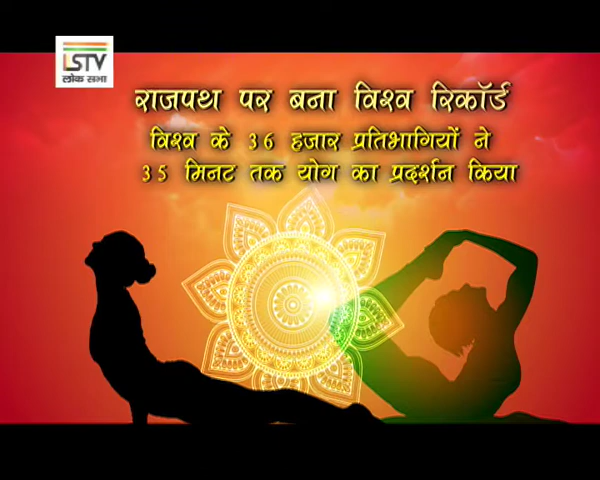 LSTV
लोक सभा
राजपथ पर बना विश्व रिकॉर्ड
विश्व के 36 हजार प्रतिभागियों ने
35 मिनट तक योग का प्रदर्शन किया